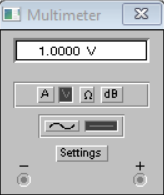 Multimeter
1.0000 V
A V Ω dB
Settings
− +